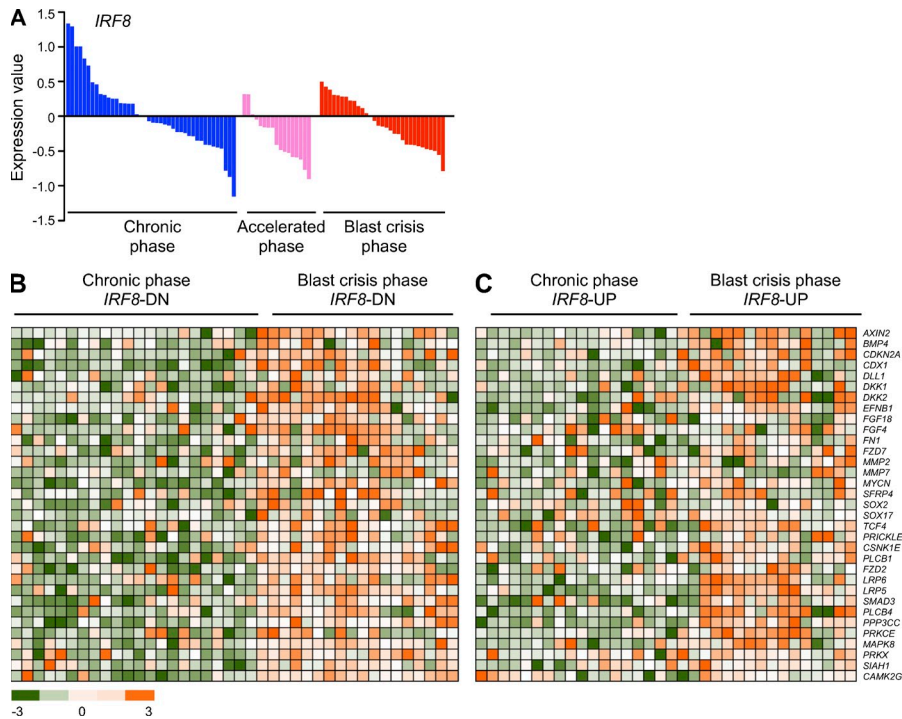 A
IRF8
Expression value
1.5
1.0
0.5
0
-0.5
-1.0
-1.5
Chronic
phase
Accelerated
phase
Blast crisis
phase
B
Chronic phase
IRF8-DN
Blast crisis phase
IRF8-DN
C
Chronic phase
IRF8-UP
Blast crisis phase
IRF8-UP
AXIN2
BMP4
CDKN2A
CDX1
DLL1
DKK1
DKK2
EFNB1
FGF18
FGF4
FN1
FZD7
MMP2
MMP7
MYCN
SFRP4
SOX2
SOX17
TCF4
PRICKLE
CSNK1E
PLCB1
FZD2
LRP6
LRP5
SMAD3
PLCB4
PPP3CC
PRKCE
MAPK8
PRKX
SIAH1
CAMK2G
-3
0
3